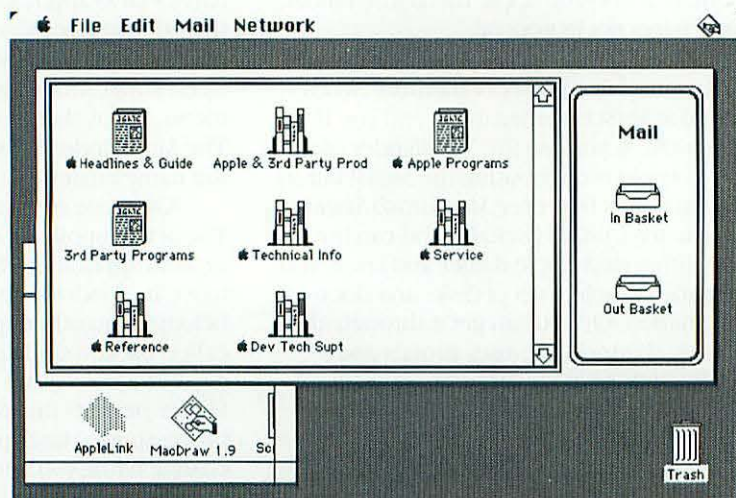 File Edit Mail Network
Headlines & Guide
Apple & 3rd Party Prod
Apple Programs
3rd Party Programs
Technical Info
Service
Reference
Dev Tech Supt
Mail
In Basket
Out Basket
AppleLink
MacDraw 1.9
Trash